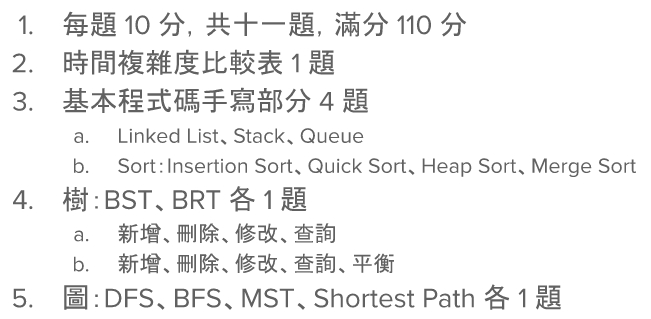 1. 每題 10 分, 共十一題, 滿分 110 分
2. 時間複雜度比較表 1 題
3. 基本程式碼手寫部分 4 題
a. Linked List、Stack、Queue
b. Sort:Insertion Sort、Quick Sort、Heap Sort、Merge Sort
4. 樹:BST、BRT 各 1 題
a. 新增、刪除、修改、查詢
b. 新增、刪除、修改、查詢、平衡
5. 圖:DFS、BFS、MST、Shortest Path 各 1 題